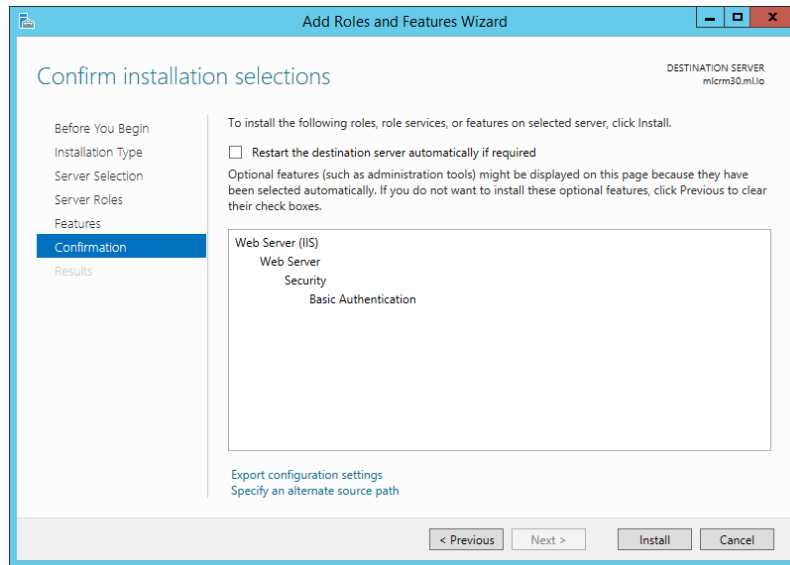 Add Roles and Features Wizard
Confirm installation selections
DESTINATION SERVER
mlcrm30.ml.lo
Before You Begin
Installation Type
Server Selection
Server Roles
Features
Confirmation
Results
To install the following roles, role services, or features on selected server, click Install.
Restart the destination server automatically if required
Optional features (such as administration tools) might be displayed on this page because they have
been selected automatically. If you do not want to install these optional features, click Previous to clear
their check boxes.
Web Server (IIS)
Web Server
Security
Basic Authentication
Export configuration settings
Specify an alternate source path
< Previous
Next >
Install
Cancel